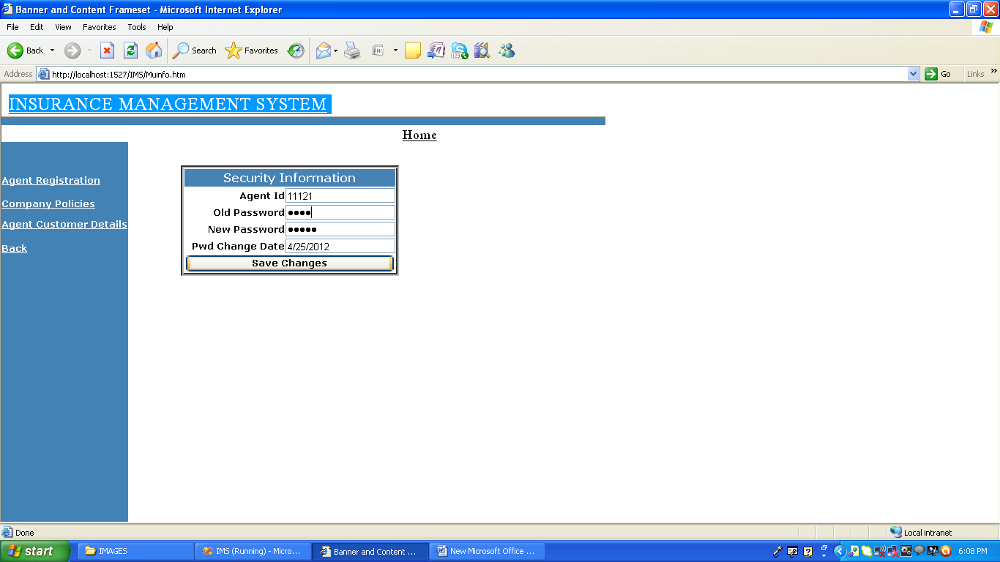 Banner and Content Frameset - Microsoft Internet Explorer
File Edit View Favorites Tools Help
Back Search Favorites
Address http://localhost:1527/IMS/Muinfo.htm Go Links »
INSURANCE MANAGEMENT SYSTEM
Home
Agent Registration
Company Policies
Agent Customer Details
Back
Security Information
Agent Id 11121
Old Password ••••
New Password •••••
Pwd Change Date 4/25/2012
Save Changes
Done Local intranet
start IMAGES IMS (Running) - Micro... Banner and Content ... New Microsoft Office ... 6:08 PM